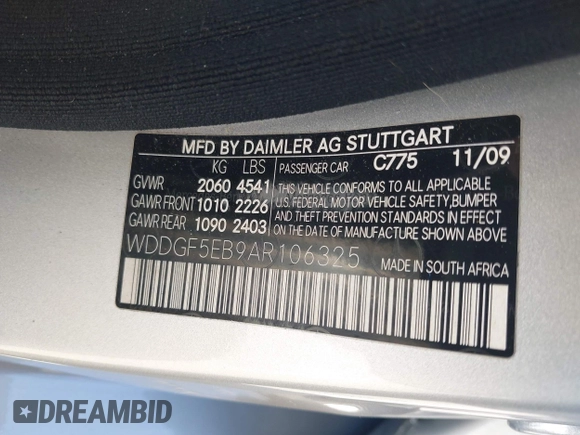 MFD BY DAIMLER AG STUTTGART
KG LBS PASSENGER CAR C775 11/09
GVWR 2060 4541
GAWR FRONT 1010 2226
GAWR REAR 1090 2403
THIS VEHICLE CONFORMS TO ALL APPLICABLE
U.S. FEDERAL MOTOR VEHICLE SAFETY, BUMPER
AND THEFT PREVENTION STANDARDS IN EFFECT
ON THE DATE OF MANUFACTURE SHOWN ABOVE.
WDDGF5EB9AR106325 MADE IN SOUTH AFRICA
DREAMBID